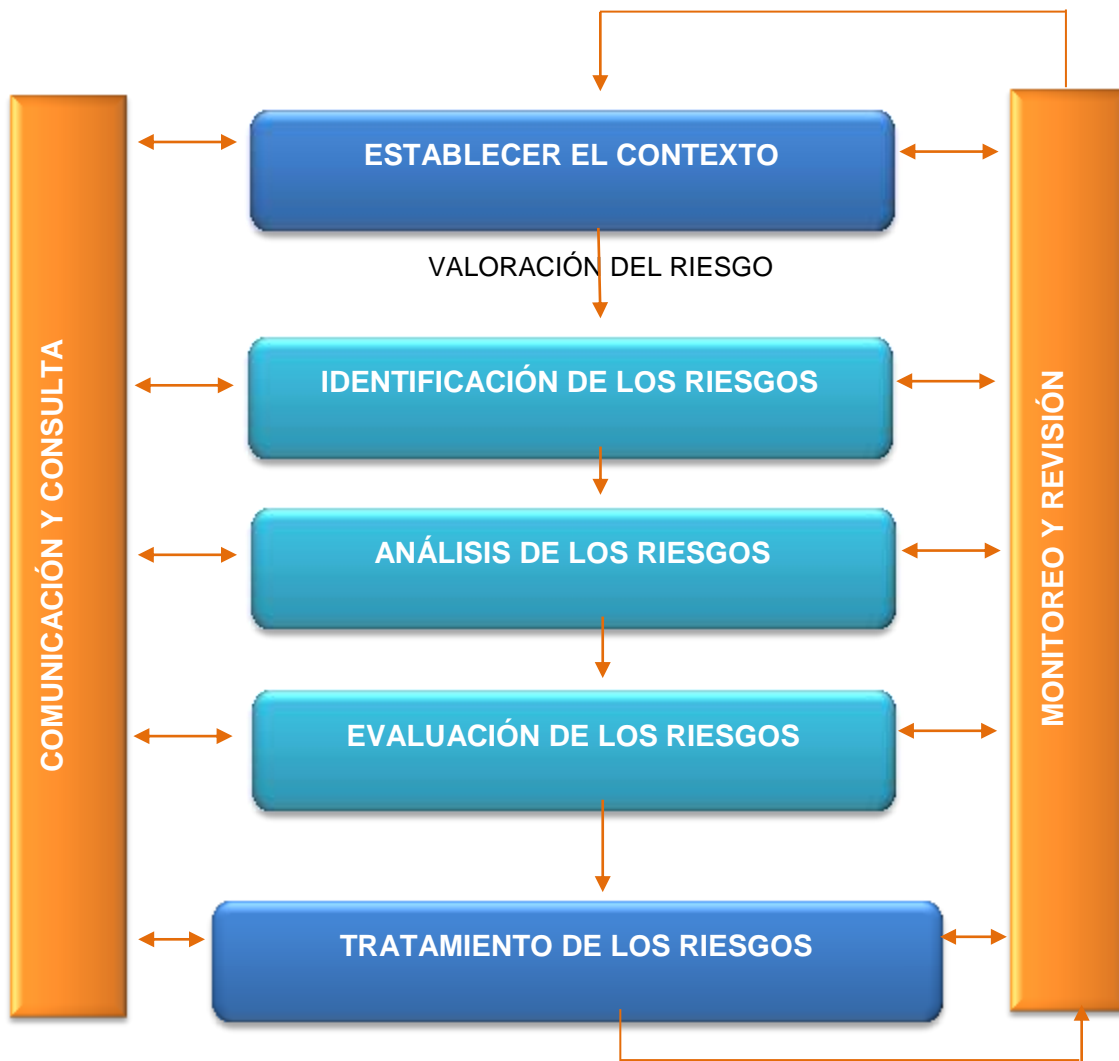 ESTABLECER EL CONTEXTO
VALORACIÓN DEL RIESGO
IDENTIFICACIÓN DE LOS RIESGOS
ANÁLISIS DE LOS RIESGOS
EVALUACIÓN DE LOS RIESGOS
TRATAMIENTO DE LOS RIESGOS
COMUNICACIÓN Y CONSULTA
MONITOREO Y REVISIÓN